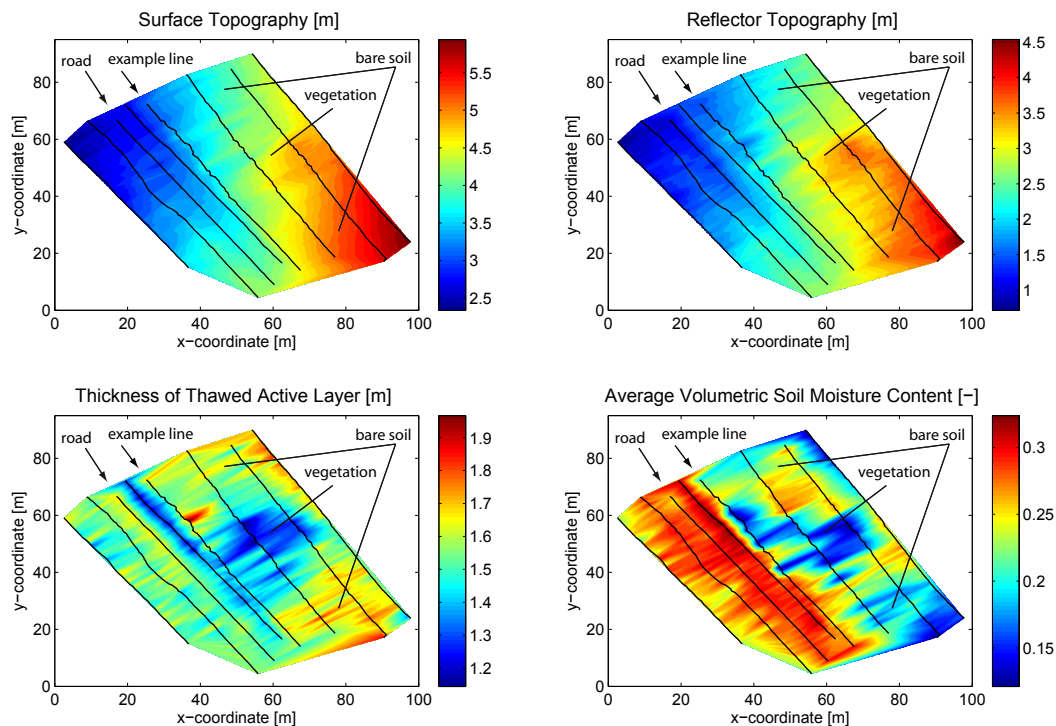 Surface Topography [m]
road
example line
bare soil
vegetation
80
60
40
20
0
y−coordinate [m]
0 20 40 60 80 100
x−coordinate [m]
5.5
5
4.5
4
3.5
3
2.5
Reflector Topography [m]
road
example line
bare soil
vegetation
80
60
40
20
0
y−coordinate [m]
0 20 40 60 80 100
x−coordinate [m]
4.5
4
3.5
3
2.5
2
1.5
1
Thickness of Thawed Active Layer [m]
road
example line
bare soil
vegetation
80
60
40
20
0
y−coordinate [m]
0 20 40 60 80 100
x−coordinate [m]
1.9
1.8
1.7
1.6
1.5
1.4
1.3
1.2
Average Volumetric Soil Moisture Content [−]
road
example line
bare soil
vegetation
80
60
40
20
0
y−coordinate [m]
0 20 40 60 80 100
x−coordinate [m]
0.3
0.25
0.2
0.15